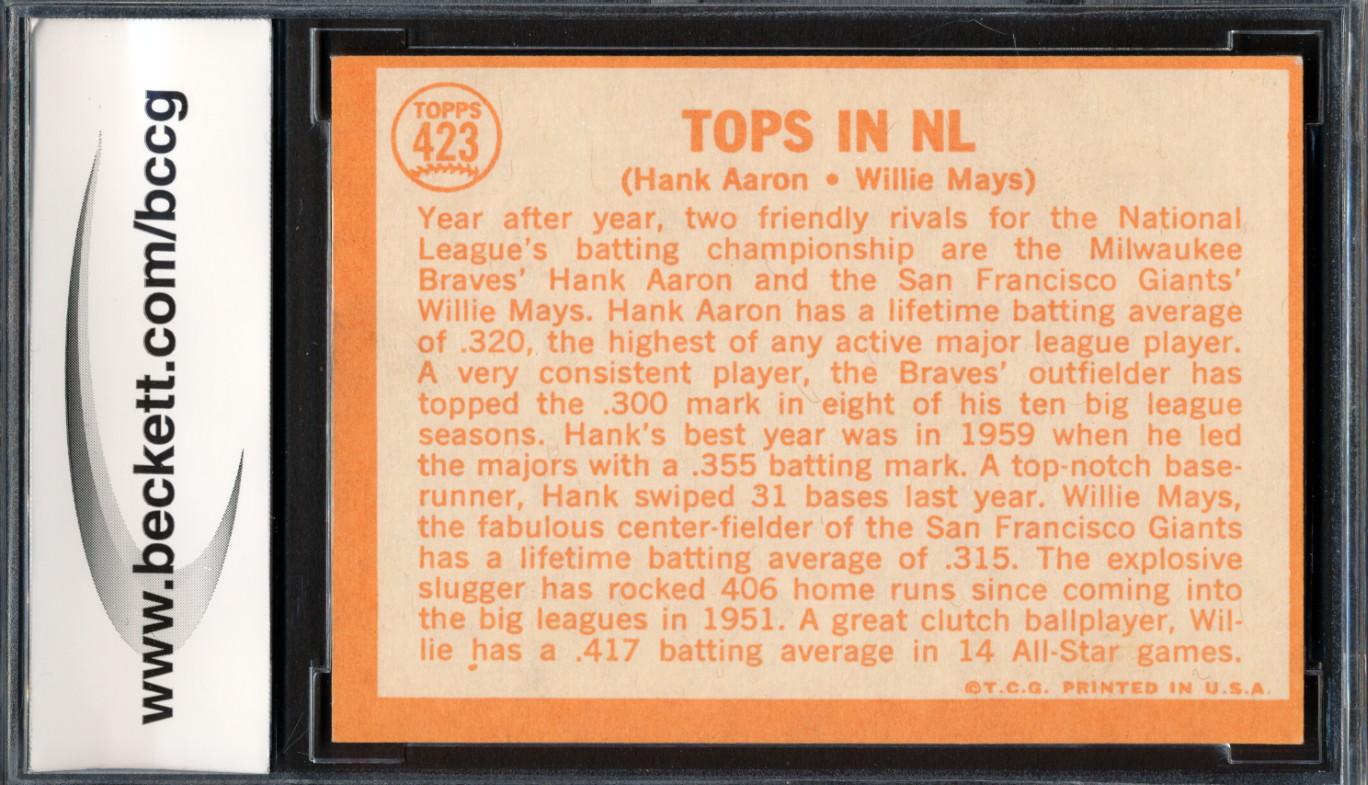 www.beckett.com/bccg
TOPPS
423
TOPS IN NL
(Hank Aaron • Willie Mays)
Year after year, two friendly rivals for the National
League's batting championship are the Milwaukee
Braves' Hank Aaron and the San Francisco Giants'
Willie Mays. Hank Aaron has a lifetime batting average
of .320, the highest of any active major league player.
A very consistent player, the Braves' outfielder has
topped the .300 mark in eight of his ten big league
seasons. Hank's best year was in 1959 when he led
the majors with a .355 batting mark. A top-notch base-
runner, Hank swiped 31 bases last year. Willie Mays,
the fabulous center-fielder of the San Francisco Giants
has a lifetime batting average of .315. The explosive
slugger has rocked 406 home runs since coming into
the big leagues in 1951. A great clutch ballplayer, Wil-
lie has a .417 batting average in 14 All-Star games.
©T.C.G. PRINTED IN U.S.A.